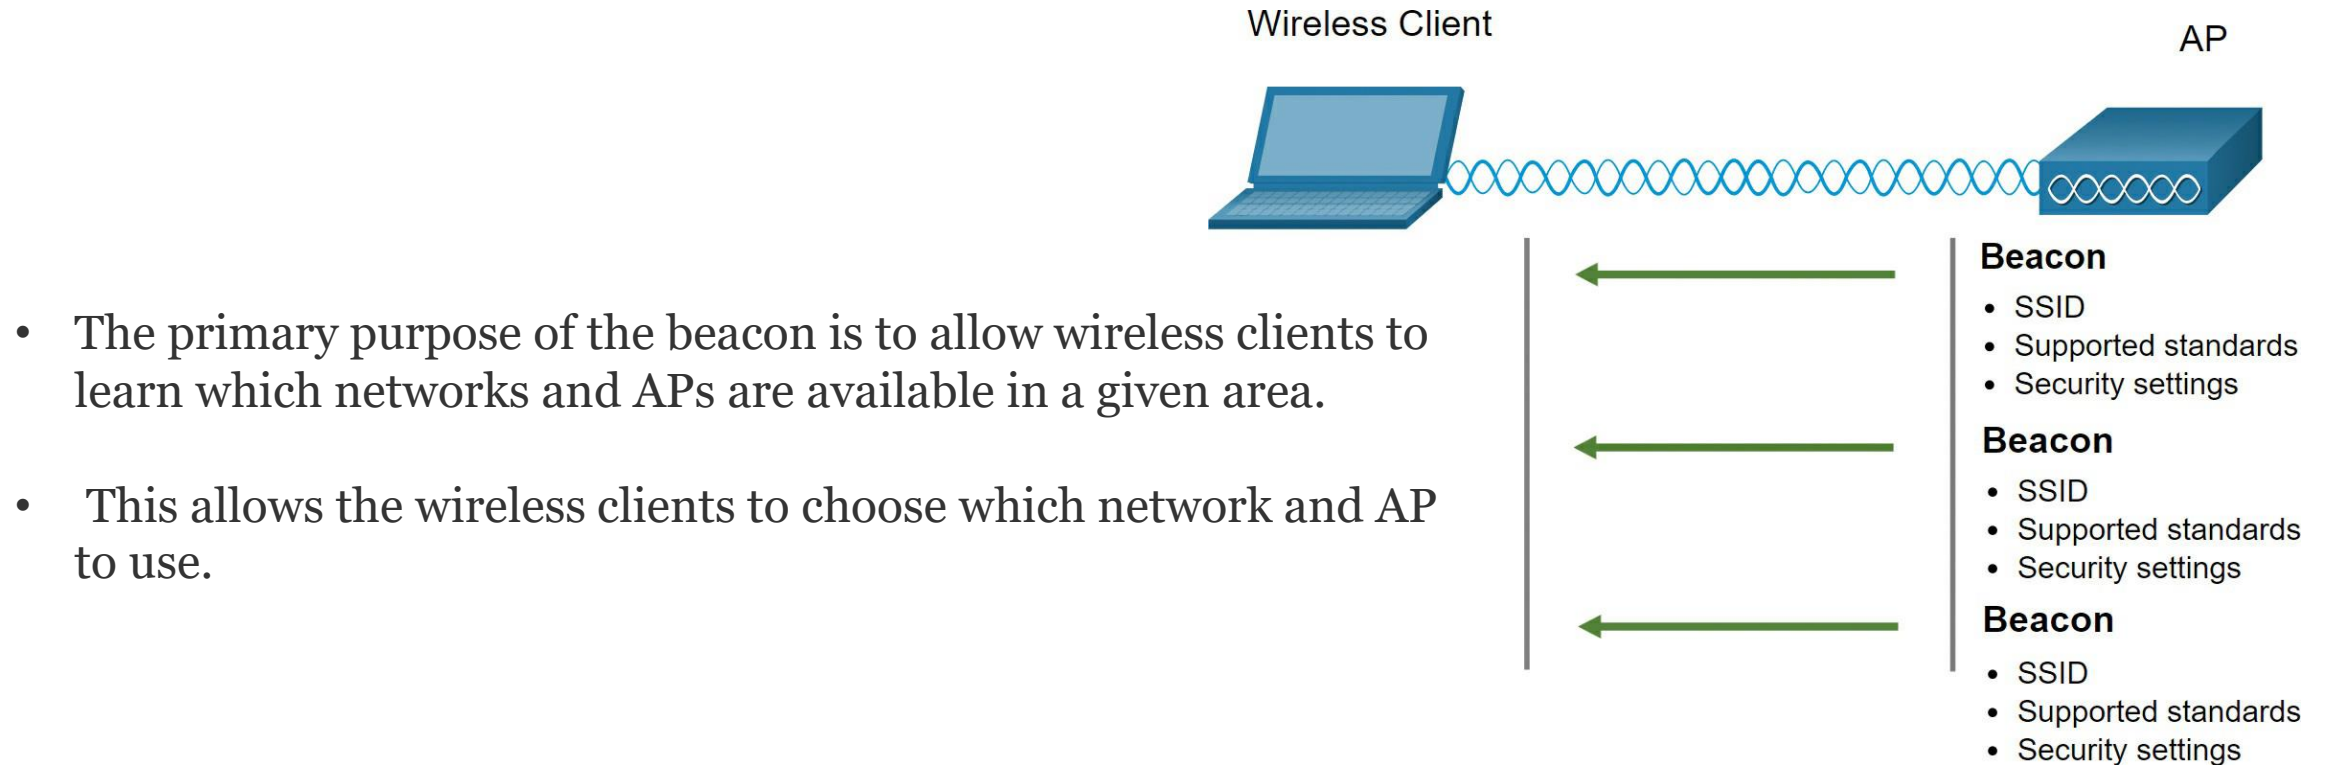 Wireless Client
AP
• The primary purpose of the beacon is to allow wireless clients to
learn which networks and APs are available in a given area.
• This allows the wireless clients to choose which network and AP
to use.
Beacon
• SSID
• Supported standards
• Security settings
Beacon
• SSID
• Supported standards
• Security settings
Beacon
• SSID
• Supported standards
• Security settings